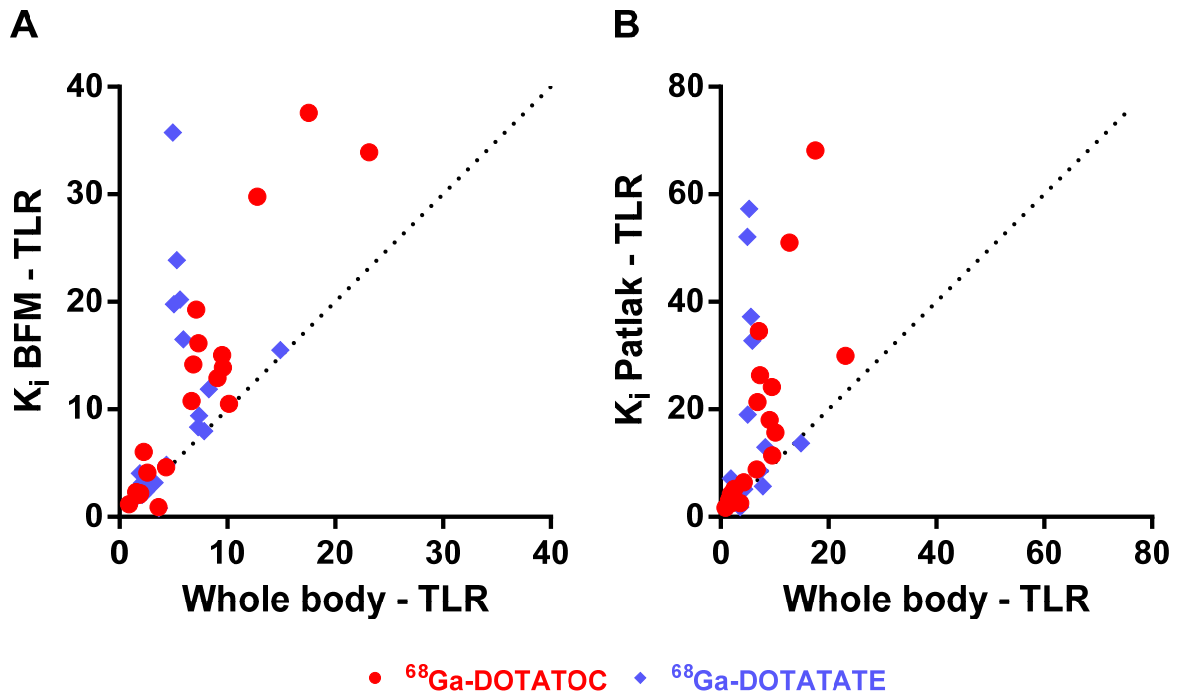 A
B
40
30
20
10
0
Kᵢ BFM - TLR
0 10 20 30 40
Whole body - TLR
80
60
40
20
0
Kᵢ Patlak - TLR
0 20 40 60 80
Whole body - TLR
⁶⁸Ga-DOTATOC ⁶⁸Ga-DOTATATE